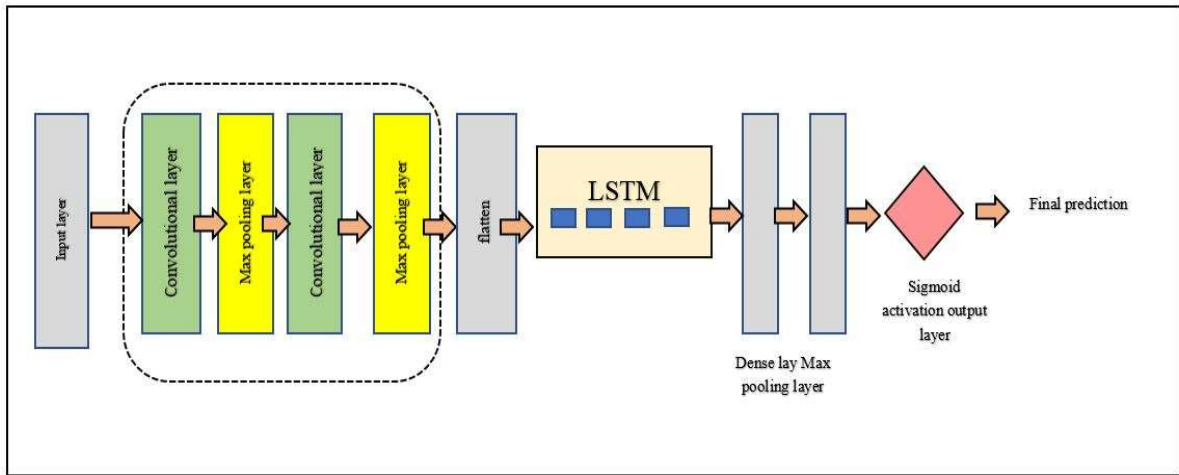 Input layer
Convolutional layer
Max pooling layer
Convolutional layer
Max pooling layer
flatten
LSTM
Dense lay Max
pooling layer
Sigmoid
activation output
layer
Final prediction